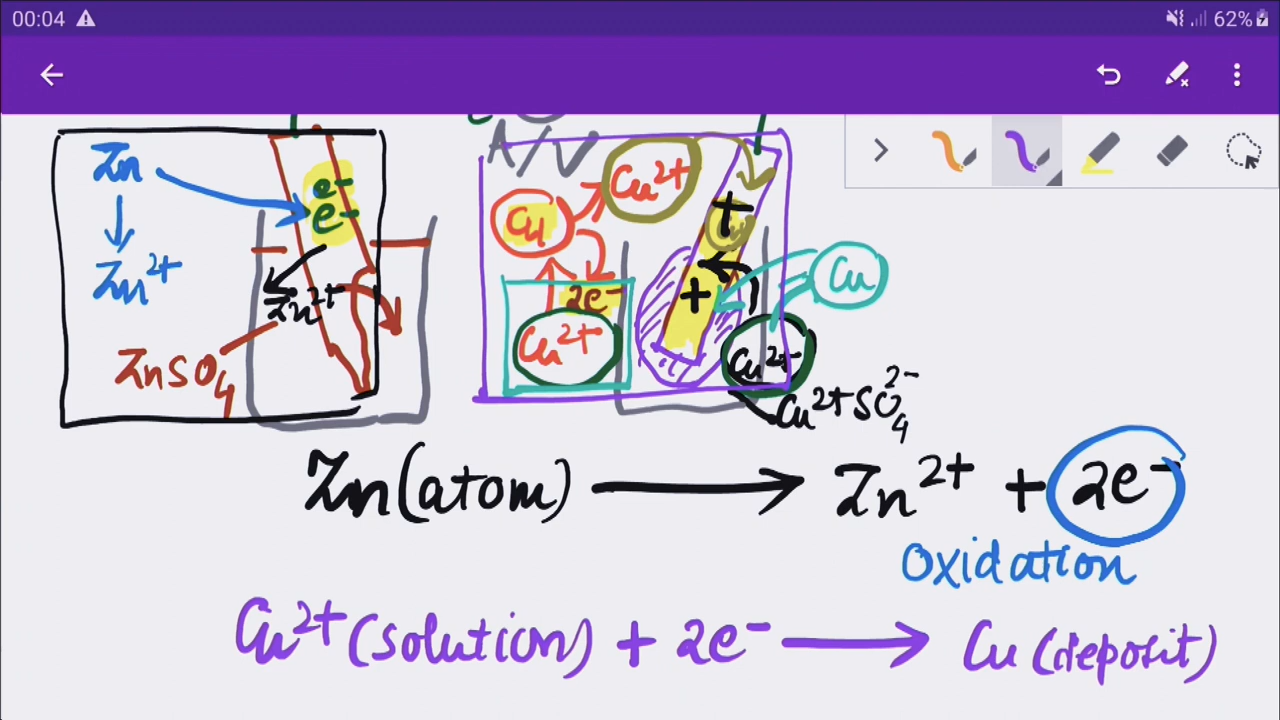 00:04
62%
A/V
Zn
e-
e-
Zn²⁺
Zn²⁺
ZnSO₄
Cu
Cu²⁺
2e-
Cu²⁺
+
+
Cu
Cu²⁺
Cu²⁺SO₄²⁻
Zn(atom) ⟶ Zn²⁺ + 2e⁻
Oxidation
Cu²⁺(solution) + 2e⁻ ⟶ Cu(deposit)